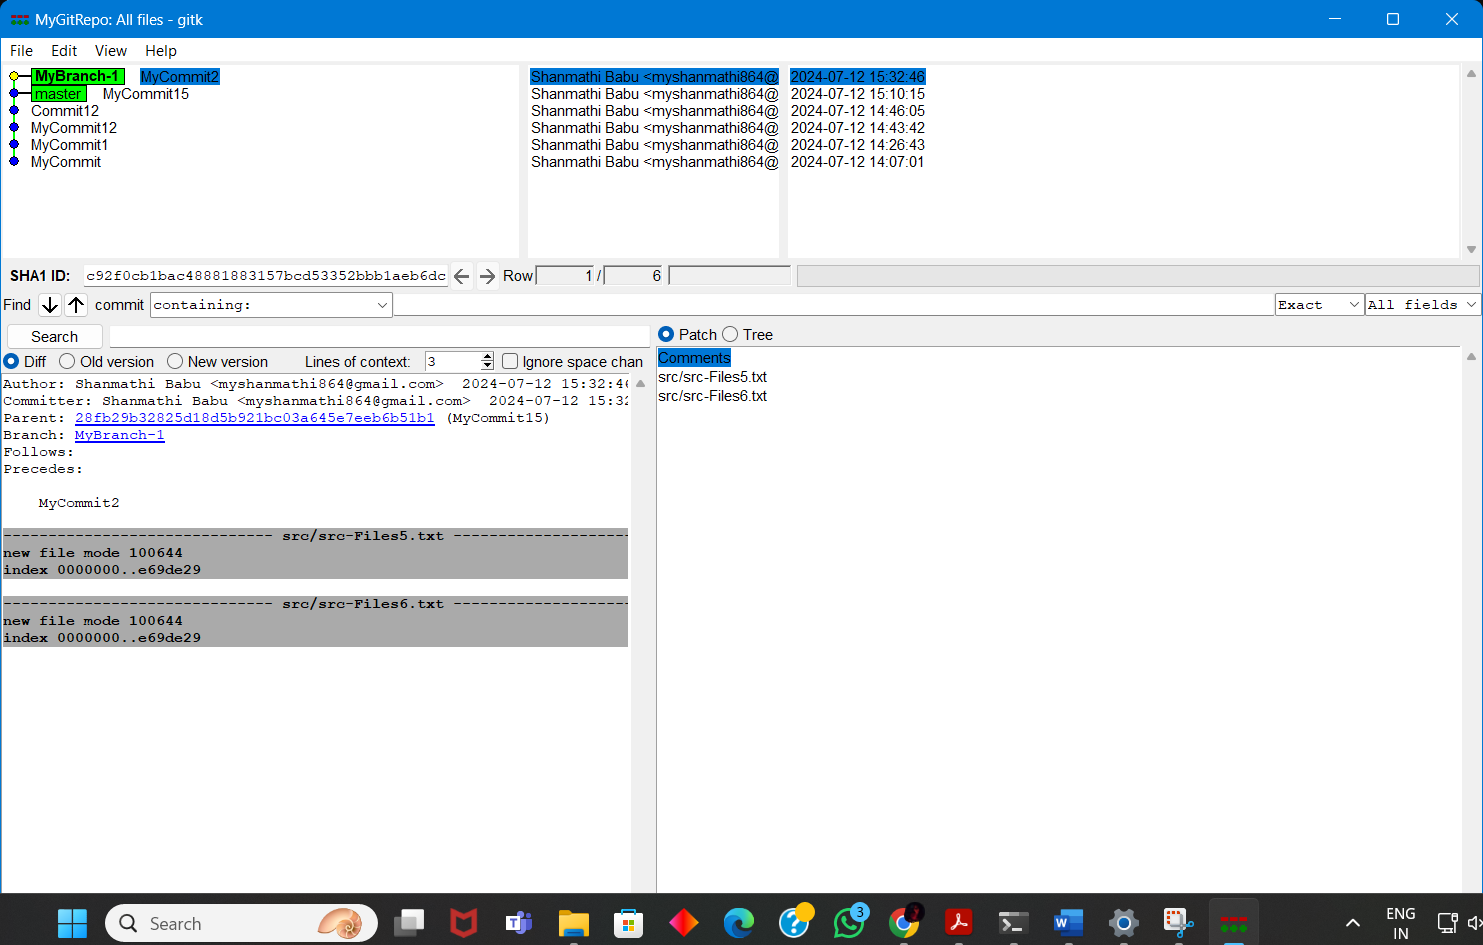 MyGitRepo: All files - gitk
File Edit View Help
MyBranch-1 MyCommit2 Shanmathi Babu <myshanmathi864@ 2024-07-12 15:32:46
master MyCommit15 Shanmathi Babu <myshanmathi864@ 2024-07-12 15:10:15
Commit12 Shanmathi Babu <myshanmathi864@ 2024-07-12 14:46:05
MyCommit12 Shanmathi Babu <myshanmathi864@ 2024-07-12 14:43:42
MyCommit1 Shanmathi Babu <myshanmathi864@ 2024-07-12 14:26:43
MyCommit Shanmathi Babu <myshanmathi864@ 2024-07-12 14:07:01
SHA1 ID: c92f0cb1bac48881883157bcd53352bbb1aeb6dc Row 1 / 6
Find commit containing: Exact All fields
Search
Patch Tree
Diff Old version New version Lines of context: 3 Ignore space chan
Comments
src/src-Files5.txt
src/src-Files6.txt
Author: Shanmathi Babu <myshanmathi864@gmail.com> 2024-07-12 15:32:46
Committer: Shanmathi Babu <myshanmathi864@gmail.com> 2024-07-12 15:32
Parent: 28fb29b32825d18d5b921bc03a645e7eeb6b51b1 (MyCommit15)
Branch: MyBranch-1
Follows:
Precedes:
MyCommit2
------------------------------ src/src-Files5.txt --------------------
new file mode 100644
index 0000000..e69de29
------------------------------ src/src-Files6.txt --------------------
new file mode 100644
index 0000000..e69de29
Search
3
ENG
IN